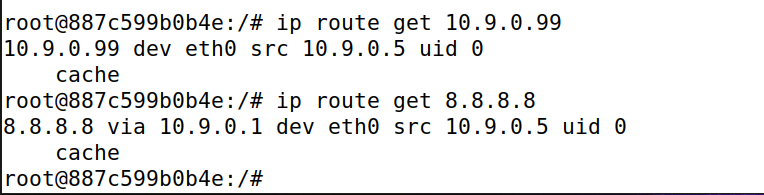 root@887c599b0b4e:/# ip route get 10.9.0.99
10.9.0.99 dev eth0 src 10.9.0.5 uid 0
    cache
root@887c599b0b4e:/# ip route get 8.8.8.8
8.8.8.8 via 10.9.0.1 dev eth0 src 10.9.0.5 uid 0
    cache
root@887c599b0b4e:/#